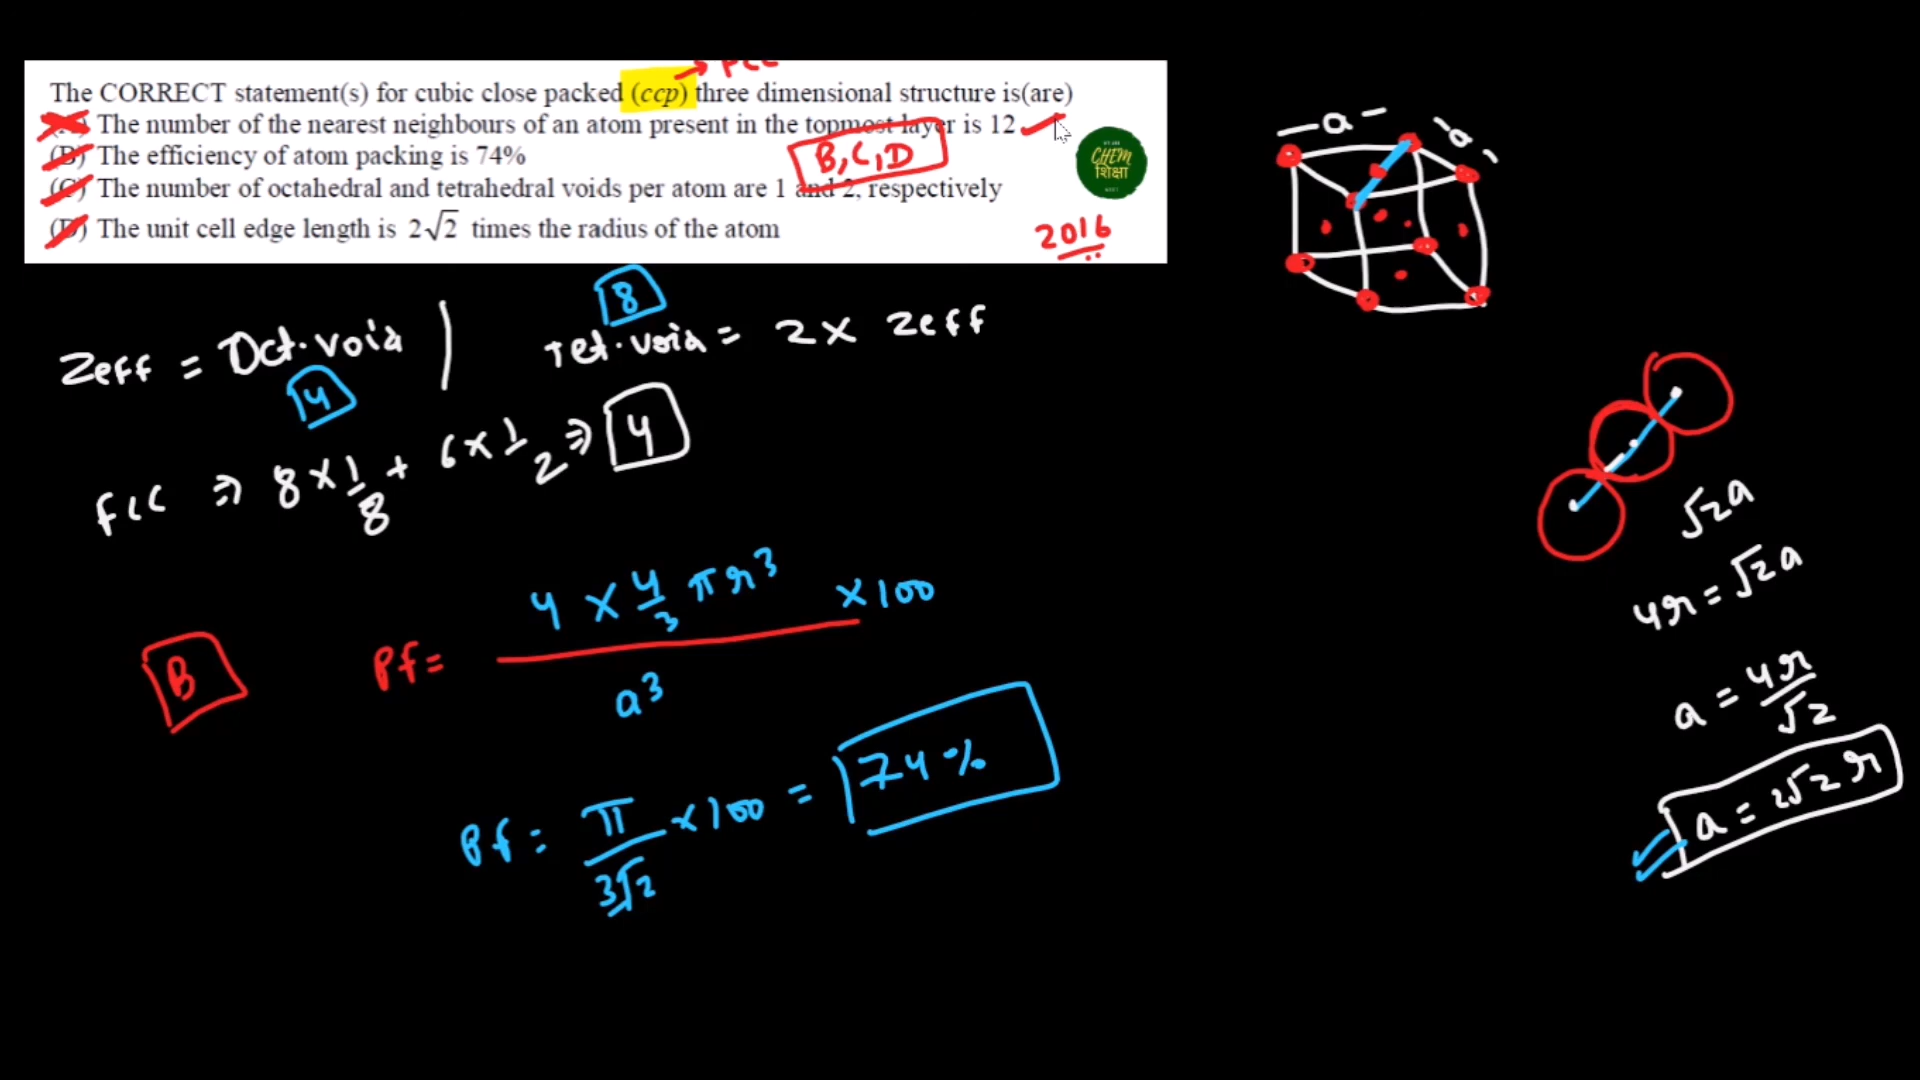 → FCC
The CORRECT statement(s) for cubic close packed (ccp) three dimensional structure is(are)
The number of the nearest neighbours of an atom present in the topmost layer is 12
(B) The efficiency of atom packing is 74%
B, C, D
CHEM
शिक्षा
(C) The number of octahedral and tetrahedral voids per atom are 1 and 2, respectively
(D) The unit cell edge length is 2√2 times the radius of the atom
2016
a
a
Zeff = Oct. void
4
8
Tet. void = 2 x Zeff
FCC ⇒ 8 x 1/8 + 6 x 1/2 ⇒ 4
B
Pf = 4 x 4/3 π r³ / a³ x 100
Pf = π / 3√2 x 100 = 74 %
√2a
4r = √2a
a = 4r / √2
a = 2√2 r